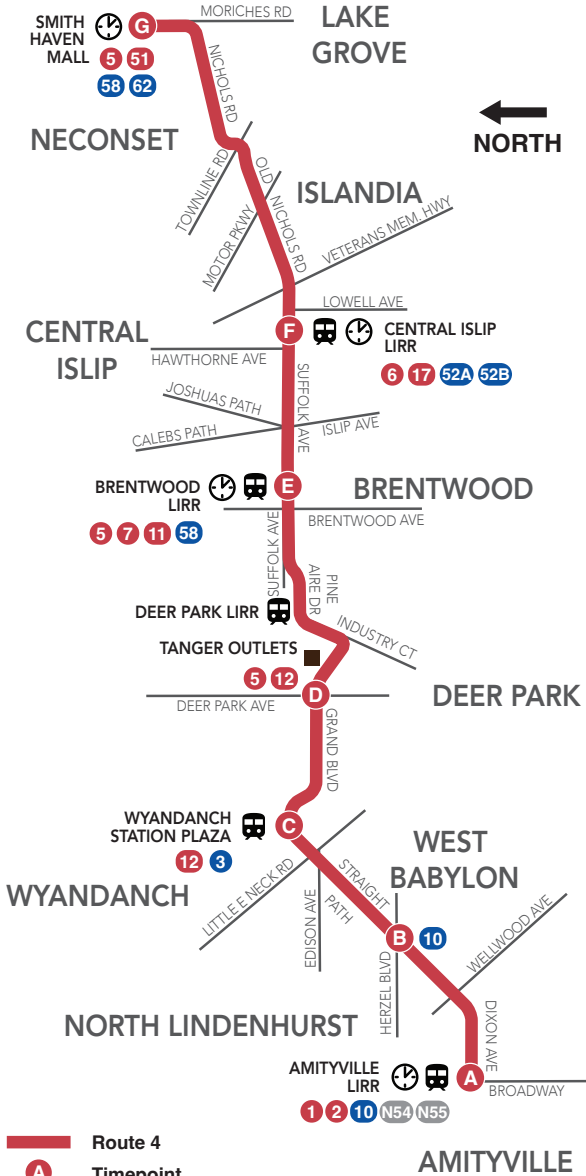 MORICHES RD
LAKE
GROVE
SMITH
HAVEN
MALL
G
5 51
58 62
NICHOLS RD
NECONSET
NORTH
TOWNLINE RD
OLD NICHOLS RD
ISLANDIA
MOTOR PKWY
VETERANS MEM. HWY
LOWELL AVE
CENTRAL
ISLIP
F
CENTRAL ISLIP
LIRR
6 17 52A 52B
HAWTHORNE AVE
SUFFOLK AVE
JOSHUAS PATH
CALEBS PATH
ISLIP AVE
BRENTWOOD
LIRR
E
BRENTWOOD
5 7 11 58
BRENTWOOD AVE
SUFFOLK AVE
PINE
AIRE DR
DEER PARK LIRR
INDUSTRY CT
TANGER OUTLETS
5 12
D
DEER PARK
DEER PARK AVE
GRAND BLVD
WYANDANCH
STATION PLAZA
C
12 3
WEST
BABYLON
WYANDANCH
LITTLE E NECK RD
STRAIGHT
PATH
EDISON AVE
B
10
WELLWOOD AVE
HERZEL BLVD
NORTH LINDENHURST
DIXON AVE
AMITYVILLE
LIRR
A
BROADWAY
1 2 10 N54 N55
Route 4
AMITYVILLE
A
Timepoint